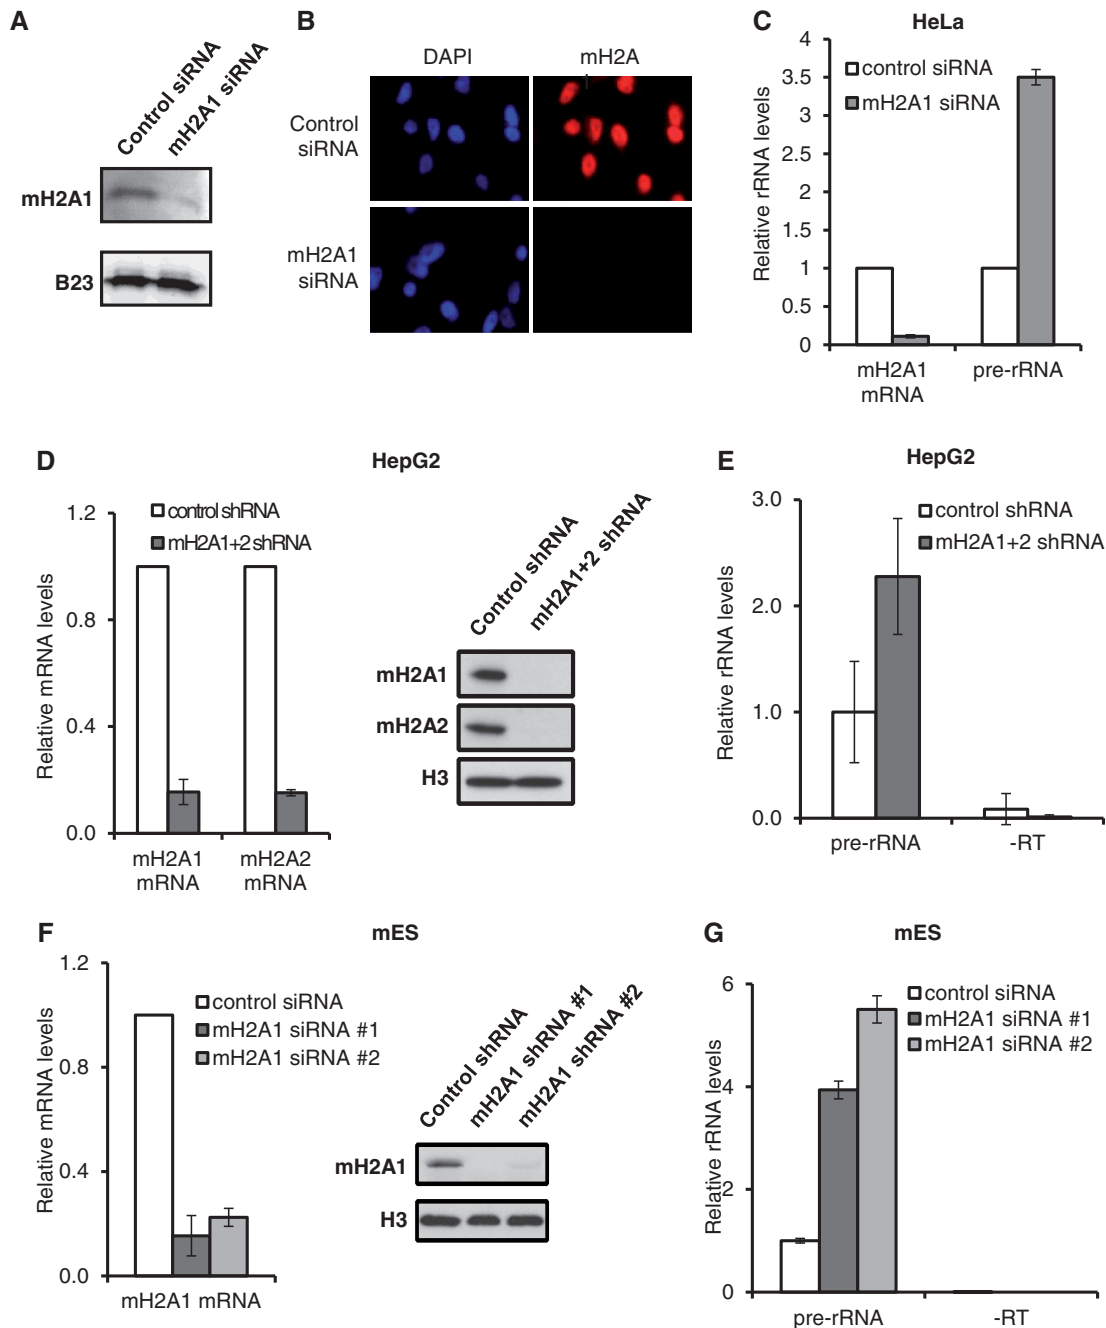 A
Control siRNA
mH2A1 siRNA
mH2A1
B23
B
DAPI
mH2A
Control
siRNA
mH2A1
siRNA
C
HeLa
control siRNA
mH2A1 siRNA
Relative rRNA levels
4
3.5
3
2.5
2
1.5
1
0.5
0
mH2A1
mRNA
pre-rRNA
D
HepG2
control shRNA
mH2A1+2 shRNA
Relative mRNA levels
1.2
0.8
0.4
0.0
mH2A1
mRNA
mH2A2
mRNA
Control shRNA
mH2A1+2 shRNA
mH2A1
mH2A2
H3
E
HepG2
control shRNA
mH2A1+2 shRNA
Relative rRNA levels
3.0
2.0
1.0
0.0
pre-rRNA
-RT
F
mES
control siRNA
mH2A1 siRNA #1
mH2A1 siRNA #2
Relative mRNA levels
1.2
0.8
0.4
0.0
mH2A1 mRNA
Control shRNA
mH2A1 shRNA #1
mH2A1 shRNA #2
mH2A1
H3
G
mES
control siRNA
mH2A1 siRNA #1
mH2A1 siRNA #2
Relative rRNA levels
6
4
2
0
pre-rRNA
-RT